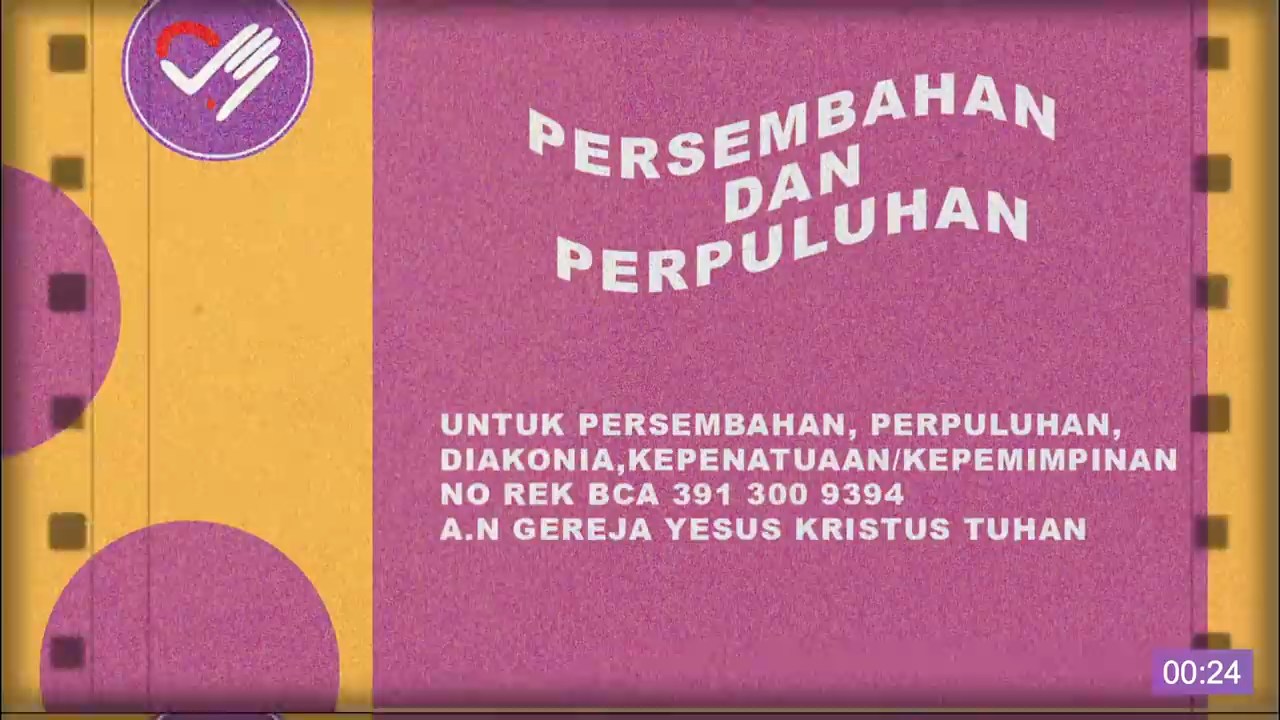 PERSEMBAHAN
DAN
PERPULUHAN
UNTUK PERSEMBAHAN, PERPULUHAN,
DIAKONIA,KEPENATUAAN/KEPEMIMPINAN
NO REK BCA 391 300 9394
A.N GEREJA YESUS KRISTUS TUHAN
00:24